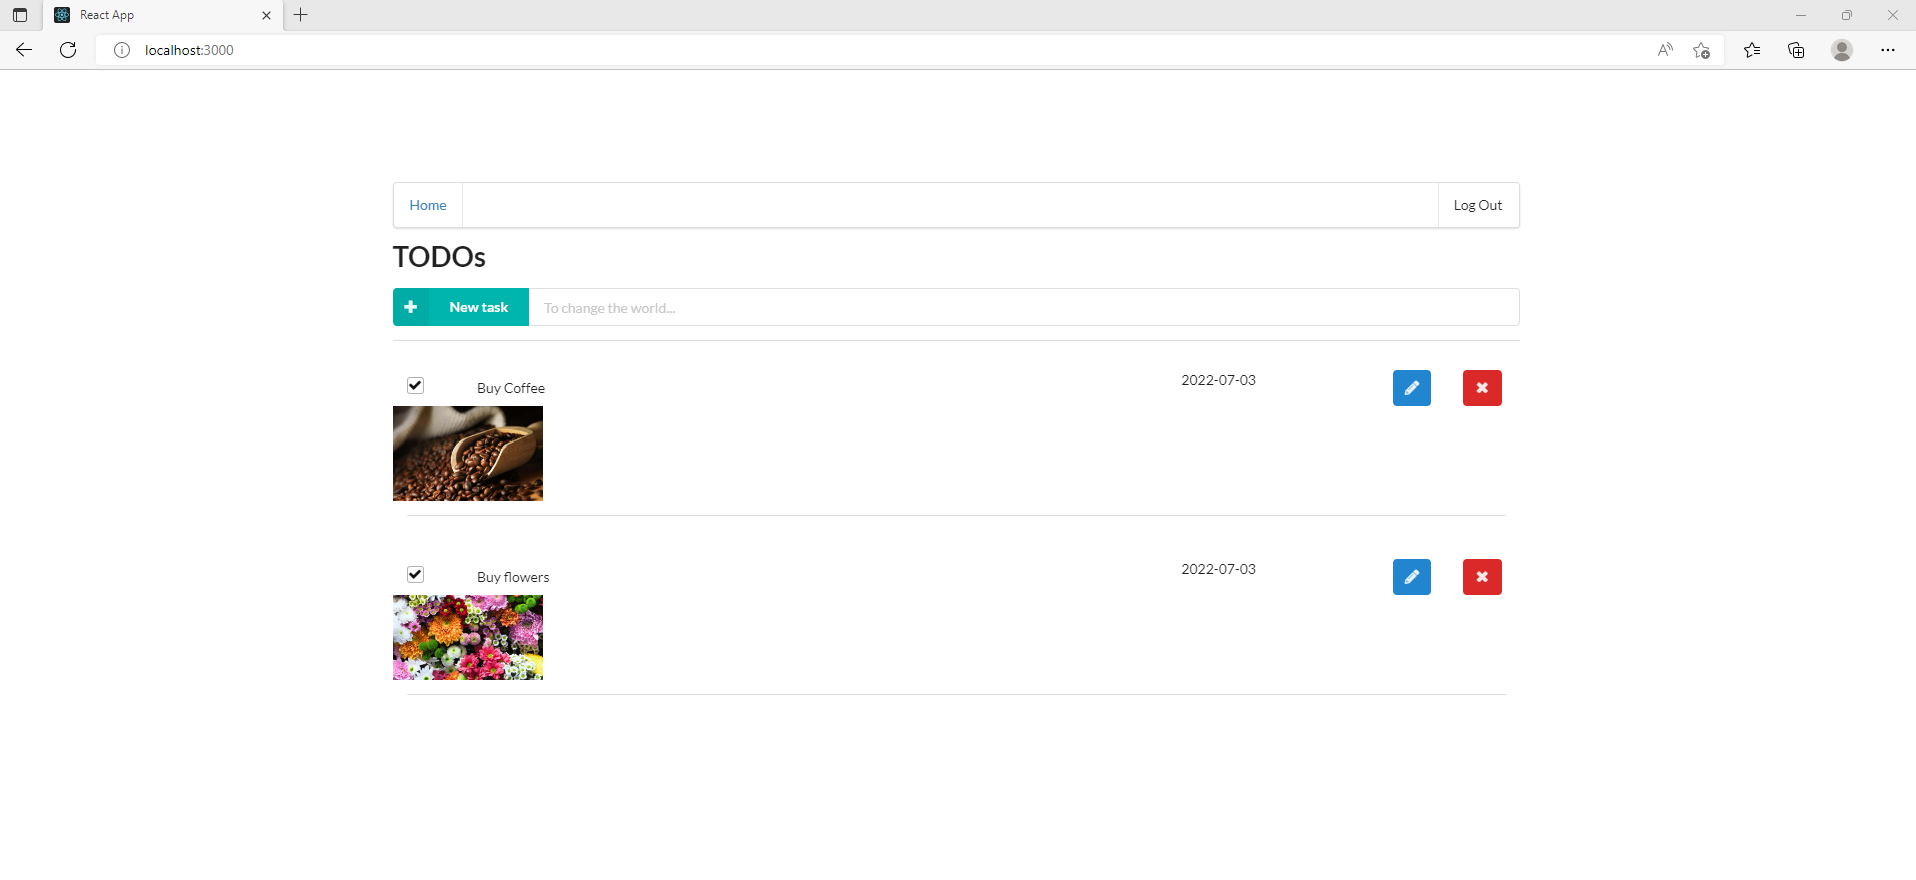 React App
localhost:3000
Home
Log Out
TODOs
New task
To change the world...
Buy Coffee
2022-07-03
Buy flowers
2022-07-03